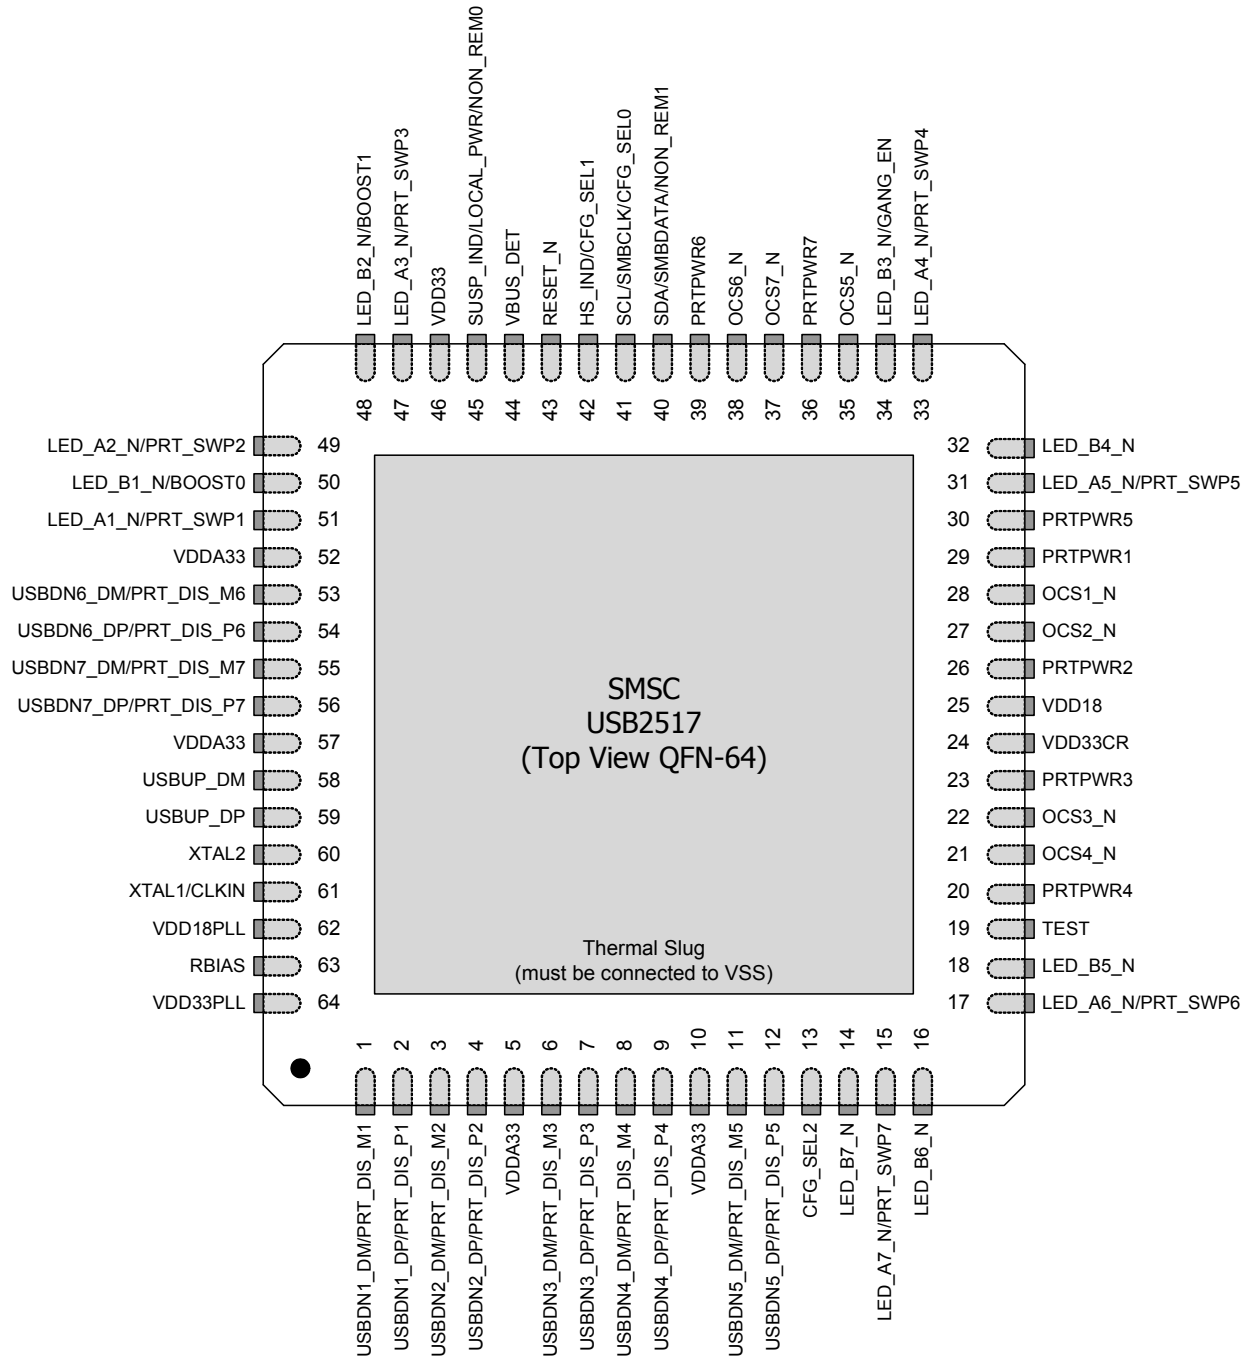 LED_B2_N/BOOST1
LED_A3_N/PRT_SWP3
VDD33
SUSP_IND/LOCAL_PWR/NON_REM0
VBUS_DET
RESET_N
HS_IND/CFG_SEL1
SCL/SMBCLK/CFG_SEL0
SDA/SMBDATA/NON_REM1
PRTPWR6
OCS6_N
OCS7_N
PRTPWR7
OCS5_N
LED_B3_N/GANG_EN
LED_A4_N/PRT_SWP4
48
47
46
45
44
43
42
41
40
39
38
37
36
35
34
33
LED_A2_N/PRT_SWP2 49
LED_B1_N/BOOST0 50
LED_A1_N/PRT_SWP1 51
VDDA33 52
USBDN6_DM/PRT_DIS_M6 53
USBDN6_DP/PRT_DIS_P6 54
USBDN7_DM/PRT_DIS_M7 55
USBDN7_DP/PRT_DIS_P7 56
VDDA33 57
USBUP_DM 58
USBUP_DP 59
XTAL2 60
XTAL1/CLKIN 61
VDD18PLL 62
RBIAS 63
VDD33PLL 64
SMSC
USB2517
(Top View QFN-64)
Thermal Slug
(must be connected to VSS)
32 LED_B4_N
31 LED_A5_N/PRT_SWP5
30 PRTPWR5
29 PRTPWR1
28 OCS1_N
27 OCS2_N
26 PRTPWR2
25 VDD18
24 VDD33CR
23 PRTPWR3
22 OCS3_N
21 OCS4_N
20 PRTPWR4
19 TEST
18 LED_B5_N
17 LED_A6_N/PRT_SWP6
1
2
3
4
5
6
7
8
9
10
11
12
13
14
15
16
USBDN1_DM/PRT_DIS_M1
USBDN1_DP/PRT_DIS_P1
USBDN2_DM/PRT_DIS_M2
USBDN2_DP/PRT_DIS_P2
VDDA33
USBDN3_DM/PRT_DIS_M3
USBDN3_DP/PRT_DIS_P3
USBDN4_DM/PRT_DIS_M4
USBDN4_DP/PRT_DIS_P4
VDDA33
USBDN5_DM/PRT_DIS_M5
USBDN5_DP/PRT_DIS_P5
CFG_SEL2
LED_B7_N
LED_A7_N/PRT_SWP7
LED_B6_N